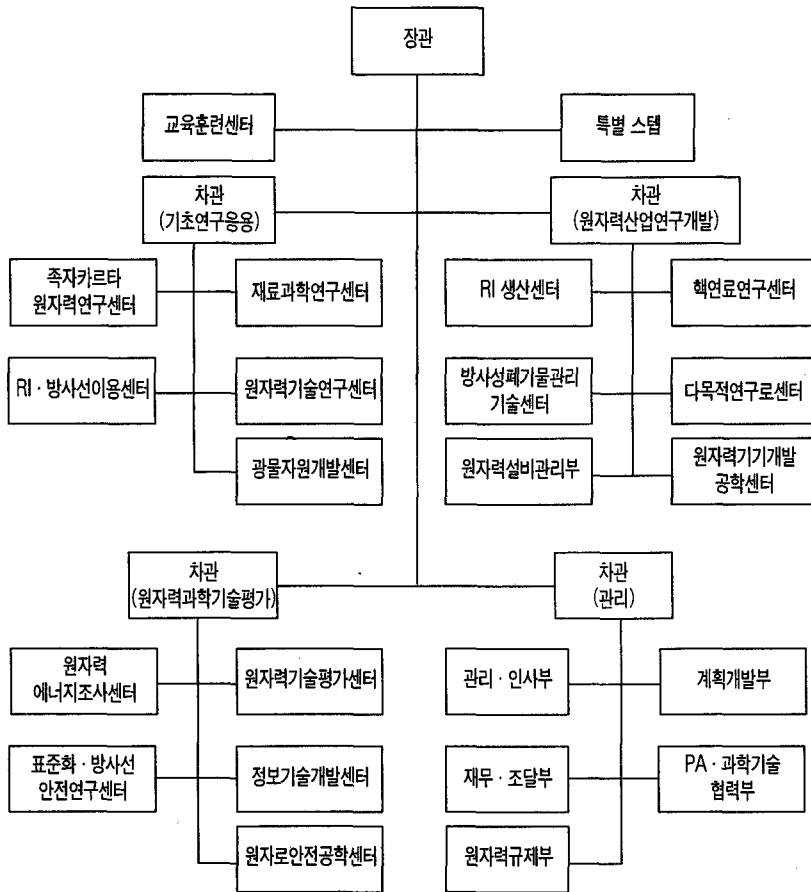 장관
교육훈련센터
특별 스텝
차관
(기초연구응용)
차관
(원자력산업연구개발)
족자카르타
원자력연구센터
재료과학연구센터
RI 생산센터
핵연료연구센터
RI · 방사선이용센터
원자력기술연구센터
방사성폐기물관리
기술센터
다목적연구로센터
광물자원개발센터
원자력설비관리부
원자력기기개발
공학센터
차관
(원자력과학기술평가)
차관
(관리)
원자력
에너지조사센터
원자력기술평가센터
관리 · 인사부
계획개발부
표준화 · 방사선
안전연구센터
정보기술개발센터
재무 · 조달부
PA · 과학기술
협력부
원자로안전공학센터
원자력규제부